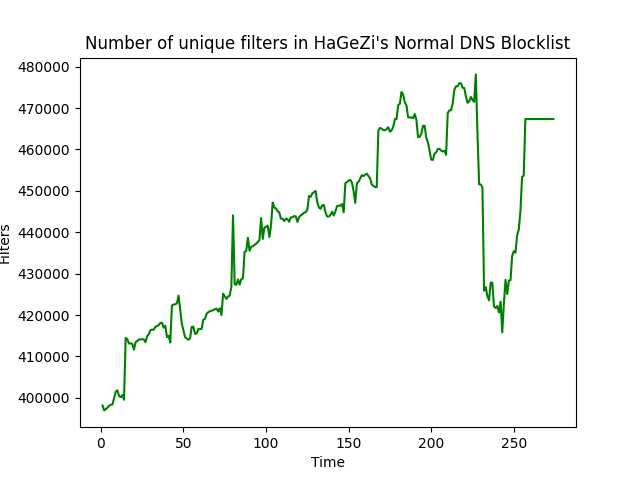 Number of unique filters in HaGeZi's Normal DNS Blocklist
480000
470000
460000
450000
440000
430000
420000
410000
400000
Filters
0 50 100 150 200 250
Time